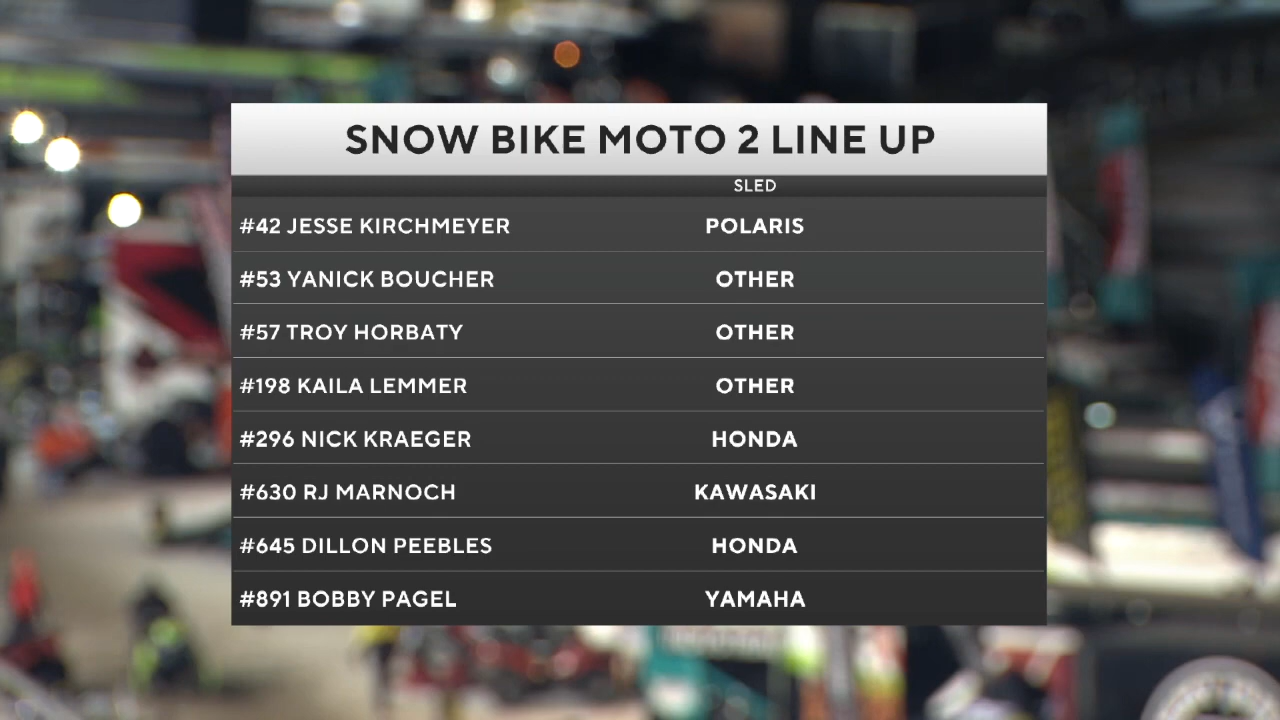 SNOW BIKE MOTO 2 LINE UP
SLED
#42 JESSE KIRCHMEYER POLARIS
#53 YANICK BOUCHER OTHER
#57 TROY HORBATY OTHER
#198 KAILA LEMMER OTHER
#296 NICK KRAEGER HONDA
#630 RJ MARNOCH KAWASAKI
#645 DILLON PEEBLES HONDA
#891 BOBBY PAGEL YAMAHA